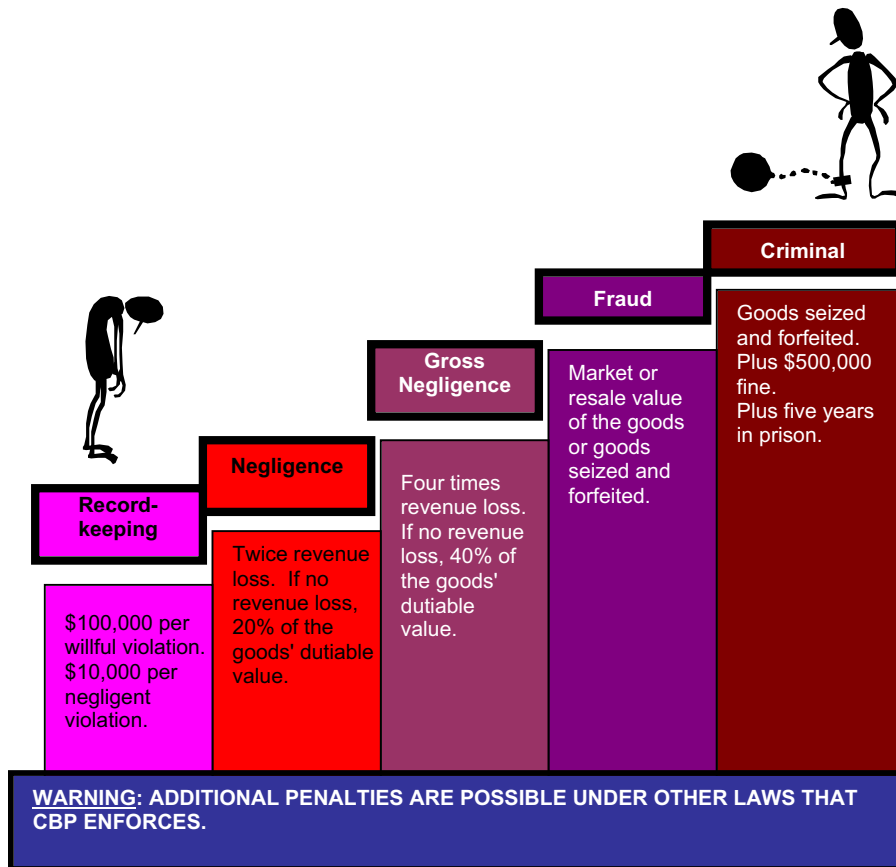 Criminal
Goods seized
and forfeited.
Plus $500,000
fine.
Plus five years
in prison.
Fraud
Market or
resale value
of the goods
or goods
seized and
forfeited.
Gross
Negligence
Four times
revenue loss.
If no revenue
loss, 40% of
the goods'
dutiable
value.
Negligence
Twice revenue
loss.  If no
revenue loss,
20% of the
goods' dutiable
value.
Record-
keeping
$100,000 per
willful violation.
$10,000 per
negligent
violation.
WARNING: ADDITIONAL PENALTIES ARE POSSIBLE UNDER OTHER LAWS THAT
CBP ENFORCES.